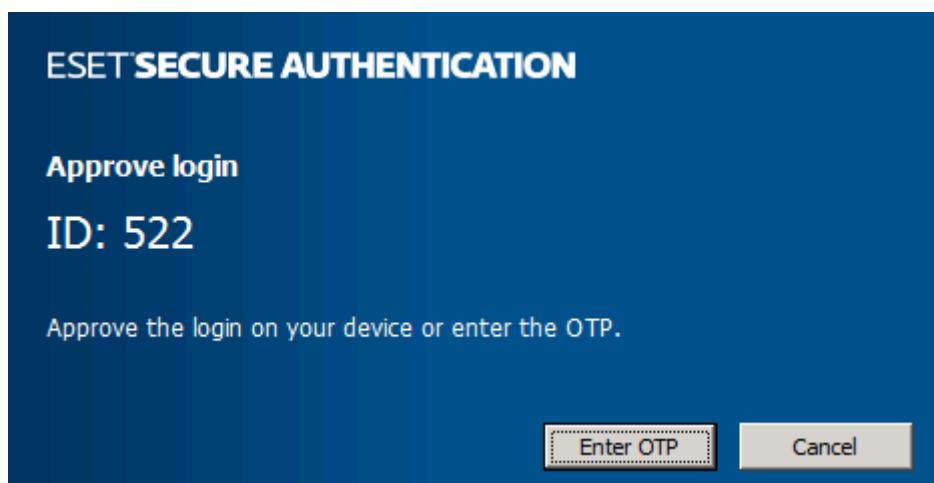 ESET SECURE AUTHENTICATION
Approve login
ID: 522
Approve the login on your device or enter the OTP.
Enter OTP
Cancel